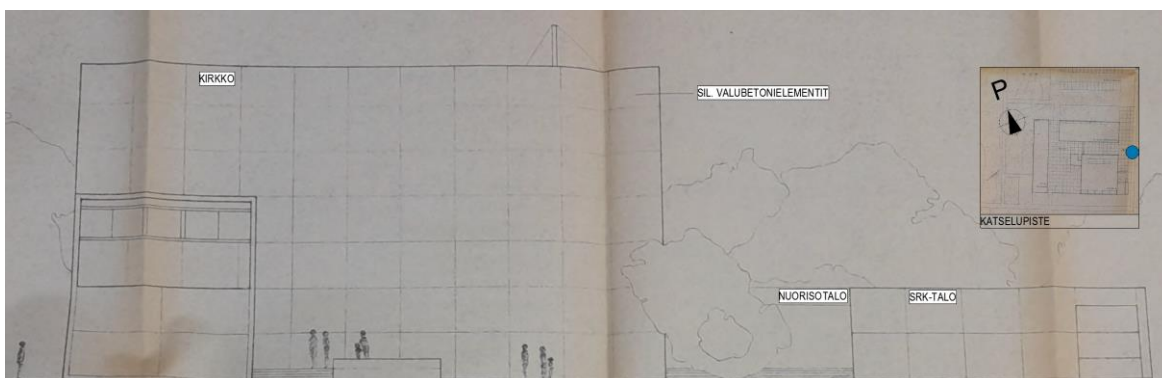 KIRKKO
SIL. VALUBETONIELEMENTIT
P
KATSELUPISTE
NUORISOTALO
SRK-TALO